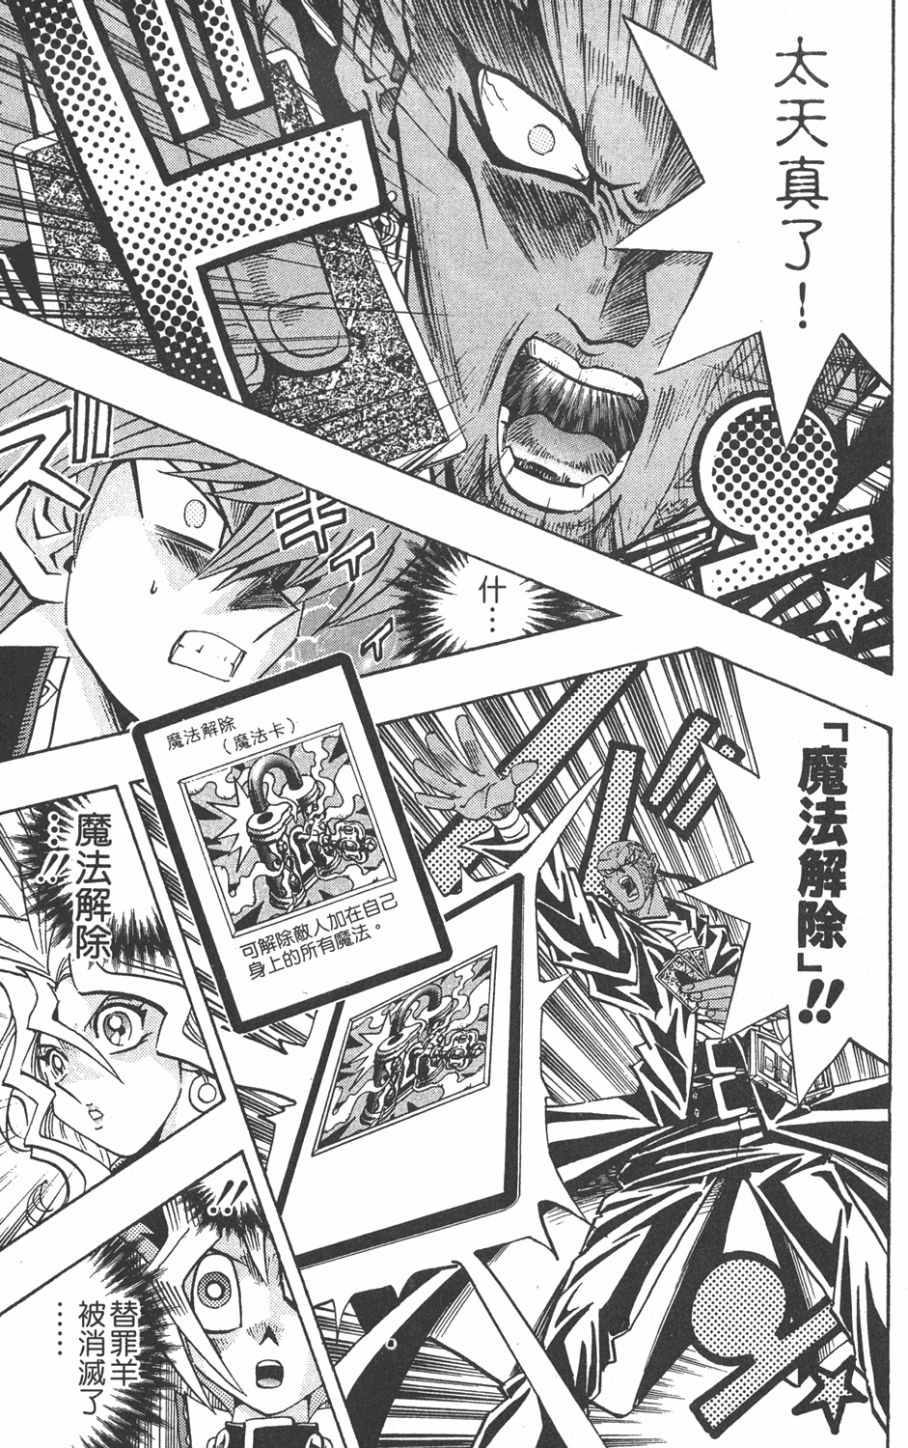 太天真了！
什…
「魔法解除」!!
魔法解除
（魔法卡）
可解除敵人加在自己
身上的所有魔法。
魔法解除
……!!
!!
替罪羊
被消滅了
……